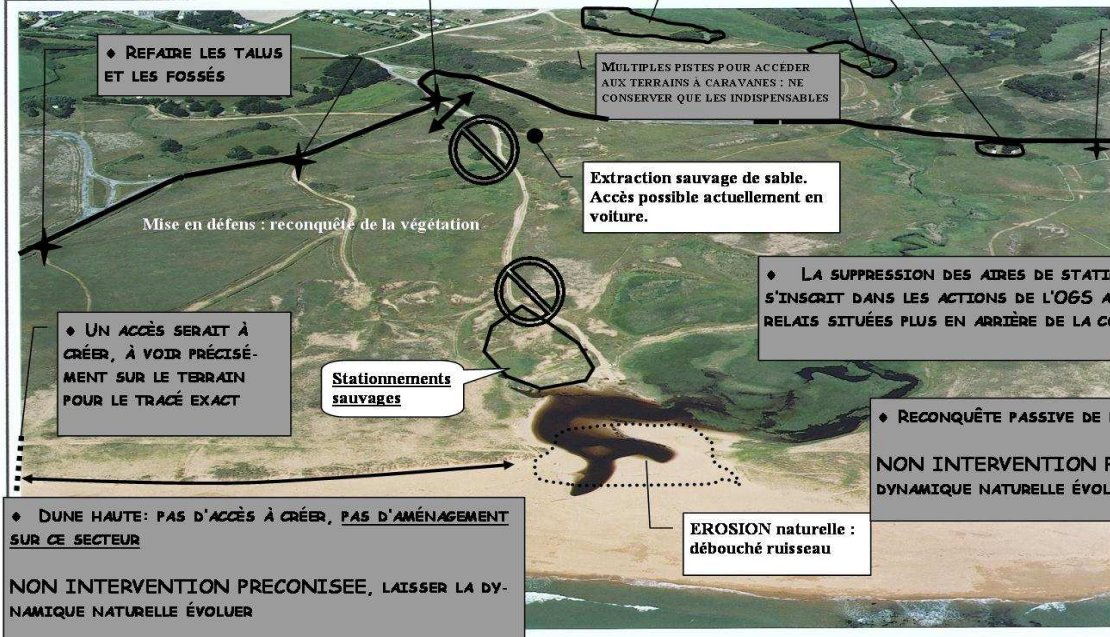 ♦ REFAIRE LES TALUS
ET LES FOSSÉS
MULTIPLES PISTES POUR ACCÉDER
AUX TERRAINS À CARAVANES : NE
CONSERVER QUE LES INDISPENSABLES
Extraction sauvage de sable.
Accès possible actuellement en
voiture.
Mise en défens : reconquête de la végétation
♦ LA SUPPRESSION DES AIRES DE STATI
S'INSCRIT DANS LES ACTIONS DE L'OGS A
RELAIS SITUÉES PLUS EN ARRIÈRE DE LA CO
♦ UN ACCÈS SERAIT À
CRÉER, À VOIR PRÉCISÉ-
MENT SUR LE TERRAIN
POUR LE TRACÉ EXACT
Stationnements
sauvages
♦ RECONQUÊTE PASSIVE DE
NON INTERVENTION P
DYNAMIQUE NATURELLE ÉVOL
♦ DUNE HAUTE: PAS D'ACCÈS À CRÉER, PAS D'AMÉNAGEMENT
SUR CE SECTEUR
NON INTERVENTION PRECONISEE, LAISSER LA DY-
NAMIQUE NATURELLE ÉVOLUER
EROSION naturelle :
débouché ruisseau